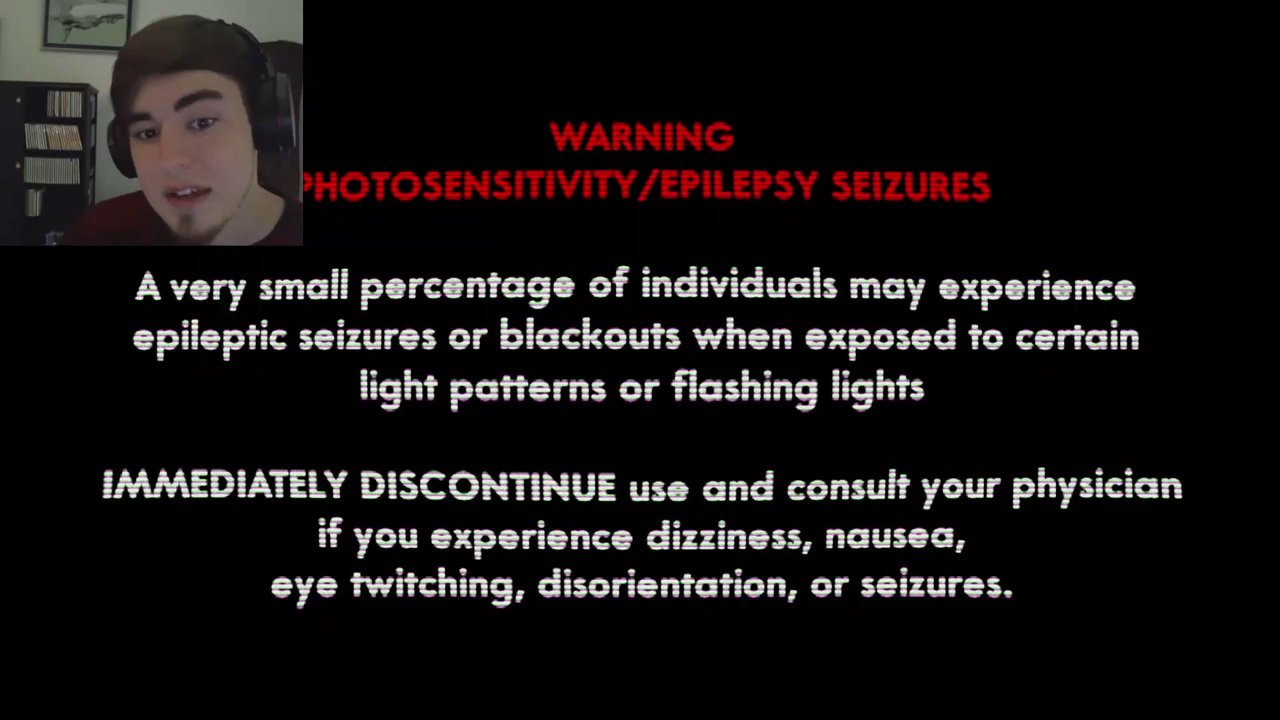 WARNING
PHOTOSENSITIVITY/EPILEPSY SEIZURES
A very small percentage of individuals may experience
epileptic seizures or blackouts when exposed to certain
light patterns or flashing lights
IMMEDIATELY DISCONTINUE use and consult your physician
if you experience dizziness, nausea,
eye twitching, disorientation, or seizures.